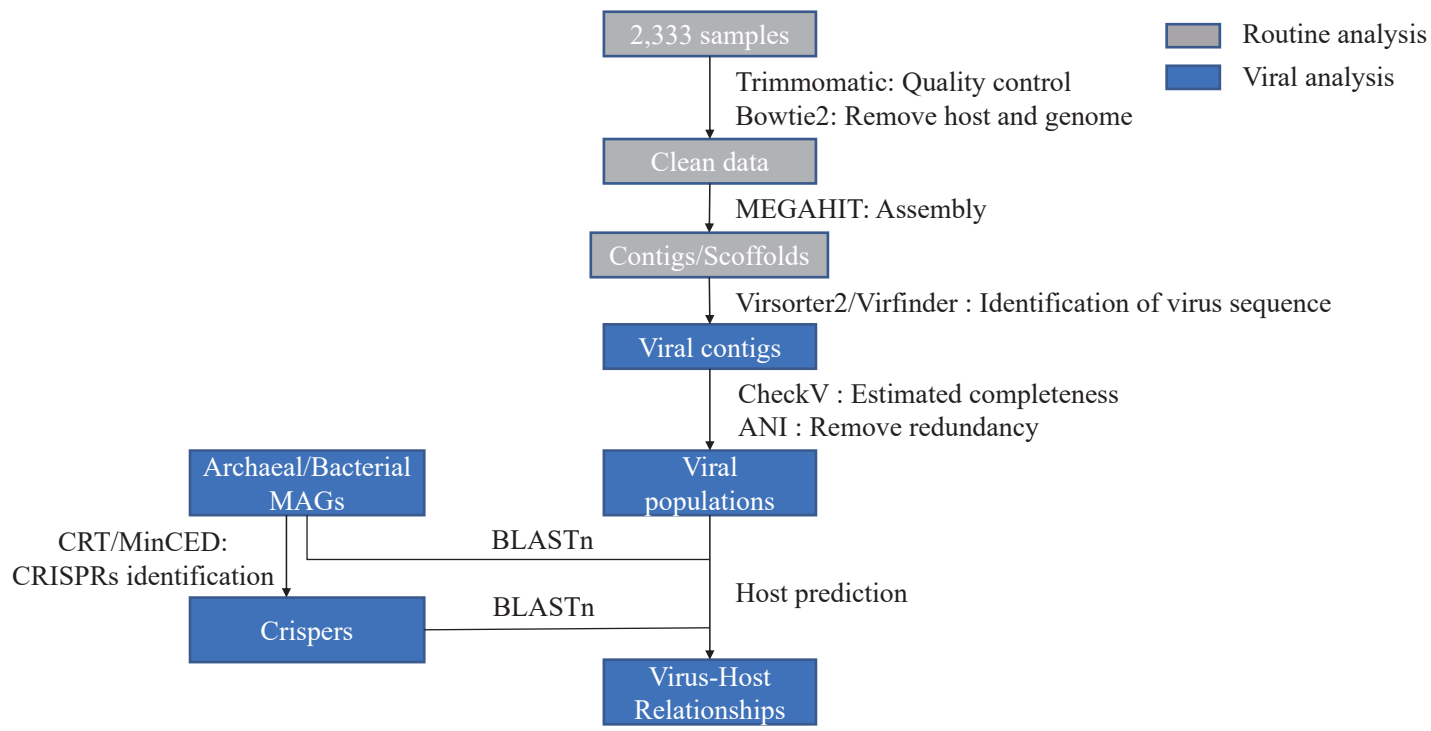 2,333 samples
Routine analysis
Viral analysis
Trimmomatic: Quality control
Bowtie2: Remove host and genome
Clean data
MEGAHIT: Assembly
Contigs/Scoffolds
Virsorter2/Virfinder : Identification of virus sequence
Viral contigs
CheckV : Estimated completeness
ANI : Remove redundancy
Archaeal/Bacterial
MAGs
Viral
populations
CRT/MinCED:
CRISPRs identification
BLASTn
Host prediction
BLASTn
Crispers
Virus-Host
Relationships